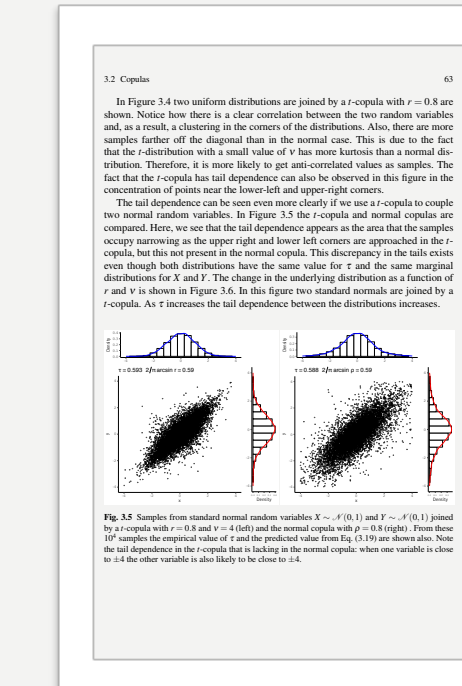 3.2 Copulas 63
In Figure 3.4 two uniform distributions are joined by a t-copula with r = 0.8 are
shown. Notice how there is a clear correlation between the two random variables
and, as a result, a clustering in the corners of the distributions. Also, there are more
samples farther off the diagonal than in the normal case. This is due to the fact
that the t-distribution with a small value of ν has more kurtosis than a normal dis-
tribution. Therefore, it is more likely to get anti-correlated values as samples. The
fact that the t-copula has tail dependence can also be observed in this figure in the
concentration of points near the lower-left and upper-right corners.
The tail dependence can be seen even more clearly if we use a t-copula to couple
two normal random variables. In Figure 3.5 the t-copula and normal copulas are
compared. Here, we see that the tail dependence appears as the area that the samples
occupy narrowing as the upper right and lower left corners are approached in the t-
copula, but this not present in the normal copula. This discrepancy in the tails exists
even though both distributions have the same value for τ and the same marginal
distributions for X and Y. The change in the underlying distribution as a function of
r and ν is shown in Figure 3.6. In this figure two standard normals are joined by a
t-copula. As τ increases the tail dependence between the distributions increases.
Density
Density
τ = 0.593 2/π arcsin r = 0.59
τ = 0.588 2/π arcsin ρ = 0.59
Density
Density
Fig. 3.5 Samples from standard normal random variables X ∼ 𝒩(0,1) and Y ∼ 𝒩(0,1) joined
by a t-copula with r = 0.8 and ν = 4 (left) and the normal copula with ρ = 0.8 (right) . From these
10⁴ samples the empirical value of τ and the predicted value from Eq. (3.19) are shown also. Note
the tail dependence in the t-copula that is lacking in the normal copula: when one variable is close
to ±4 the other variable is also likely to be close to ±4.